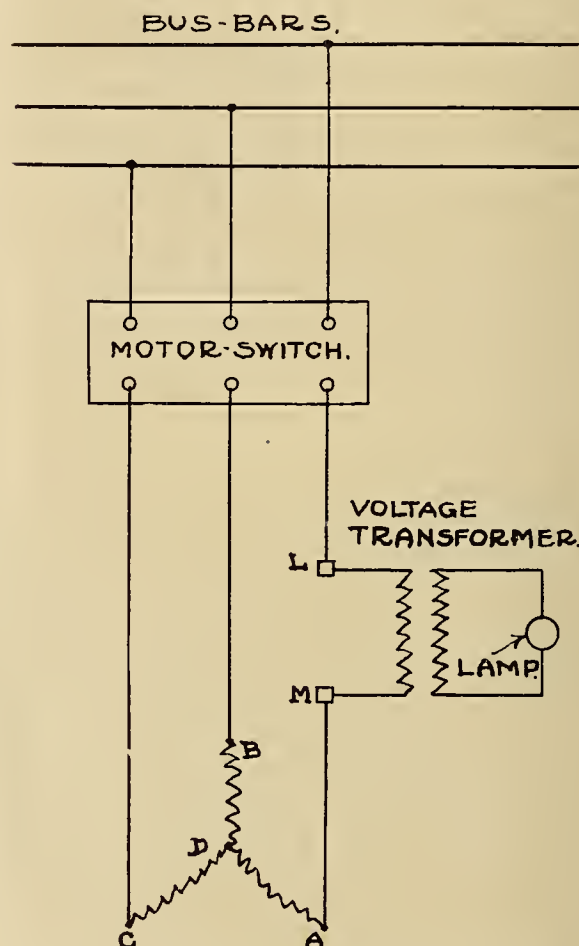 BUS-BARS.
MOTOR-SWITCH.
VOLTAGE
TRANSFORMER.
L
LAMP.
M
B
D
C
A